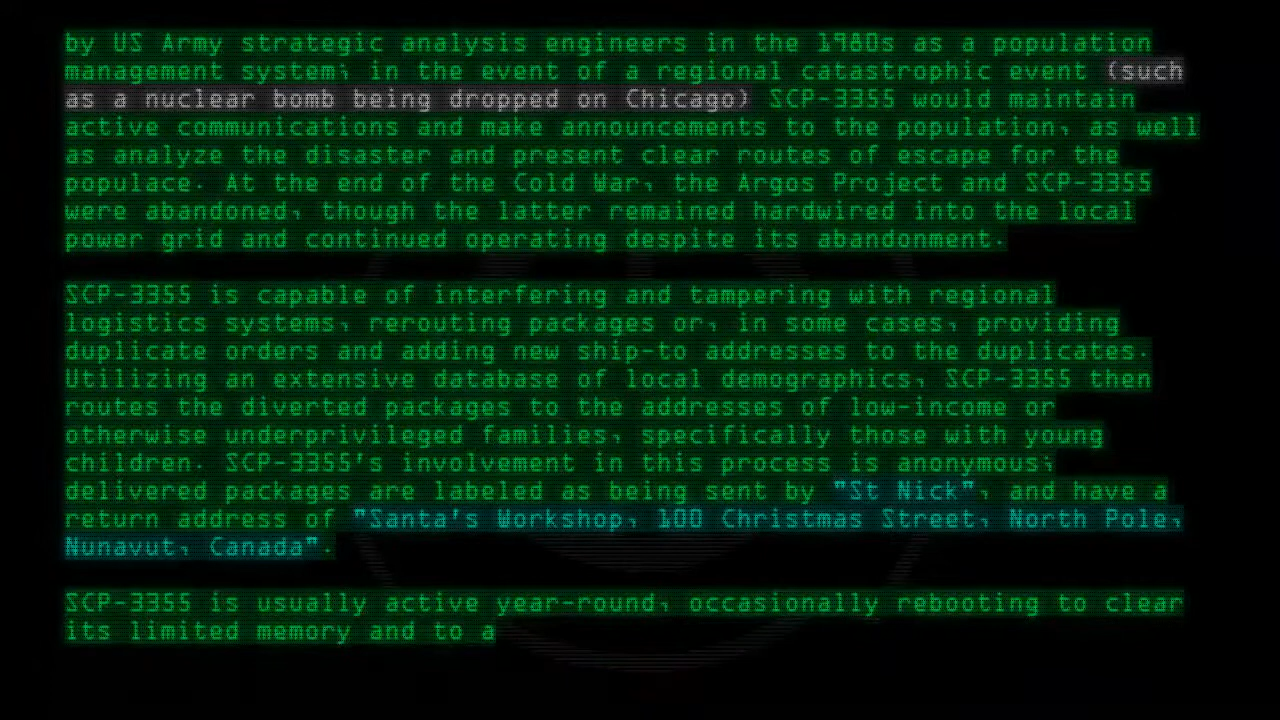 by US Army strategic analysis engineers in the 1980s as a population
management system; in the event of a regional catastrophic event (such
as a nuclear bomb being dropped on Chicago) SCP-3355 would maintain
active communications and make announcements to the population, as well
as analyze the disaster and present clear routes of escape for the
populace. At the end of the Cold War, the Argos Project and SCP-3355
were abandoned, though the latter remained hardwired into the local
power grid and continued operating despite its abandonment.
SCP-3355 is capable of interfering and tampering with regional
logistics systems, rerouting packages or, in some cases, providing
duplicate orders and adding new ship-to addresses to the duplicates.
Utilizing an extensive database of local demographics, SCP-3355 then
routes the diverted packages to the addresses of low-income or
otherwise underprivileged families, specifically those with young
children. SCP-3355's involvement in this process is anonymous;
delivered packages are labeled as being sent by "St Nick", and have a
return address of "Santa's Workshop, 100 Christmas Street, North Pole,
Nunavut, Canada".
SCP-3355 is usually active year-round, occasionally rebooting to clear
its limited memory and to a